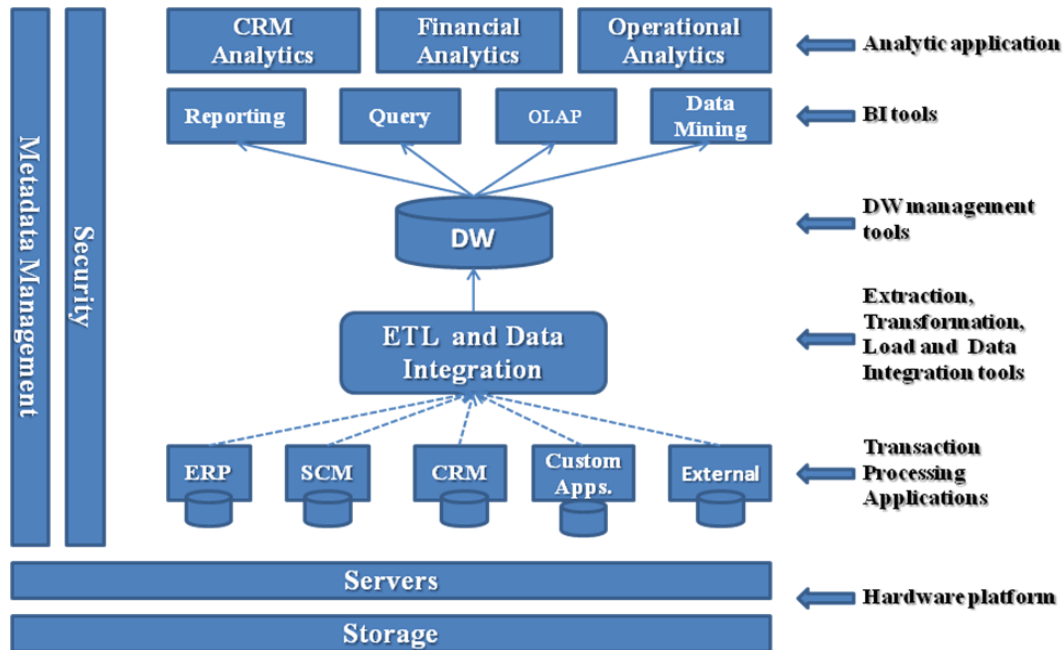 Metadata Management
Security
CRM
Analytics
Financial
Analytics
Operational
Analytics
Analytic application
Reporting
Query
OLAP
Data
Mining
BI tools
DW
DW management
tools
ETL and Data
Integration
Extraction,
Transformation,
Load and Data
Integration tools
ERP
SCM
CRM
Custom
Apps.
External
Transaction
Processing
Applications
Servers
Hardware platform
Storage